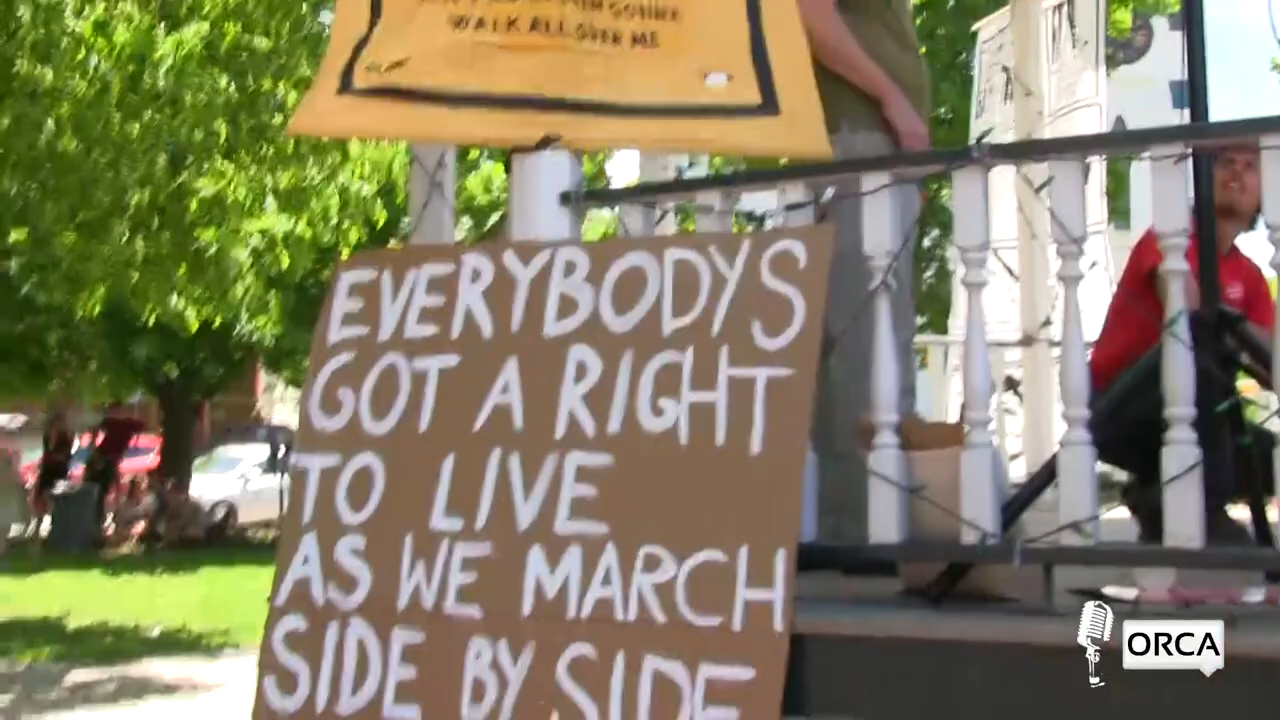 WALK ALL OVER ME
EVERYBODYS
GOT A RIGHT
TO LIVE
AS WE MARCH
SIDE BY SIDE
ORCA